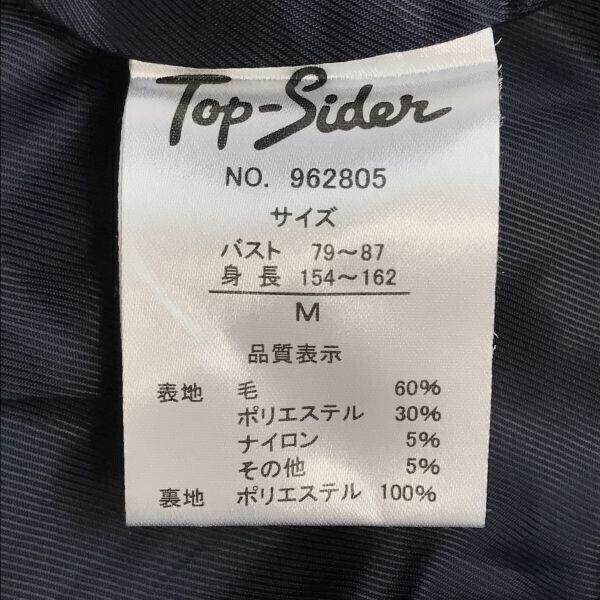 Top-Sider
NO. 962805
サイズ
バスト 79〜87
身長 154〜162
M
品質表示
表地 毛 60%
ポリエステル 30%
ナイロン 5%
その他 5%
裏地 ポリエステル 100%